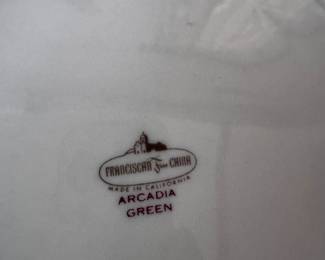 FRANCISCAN Fine CHINA
MADE IN CALIFORNIA
ARCADIA
GREEN